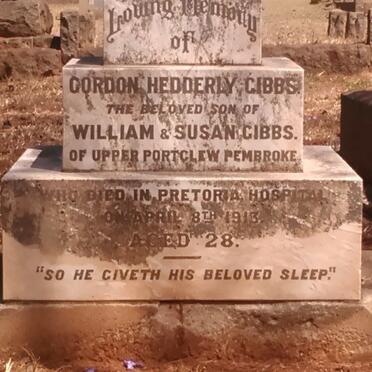 Loving Memory
of
GORDON, HEDDERLY, GIBBS.
THE BELOVED SON OF
WILLIAM & SUSAN, GIBBS.
OF UPPER PORTCLEW PEMBROKE.
WHO DIED IN PRETORIA HOSPITAL
ON APRIL 8TH 1913.
AGED 28.
"SO HE GIVETH HIS BELOVED SLEEP."